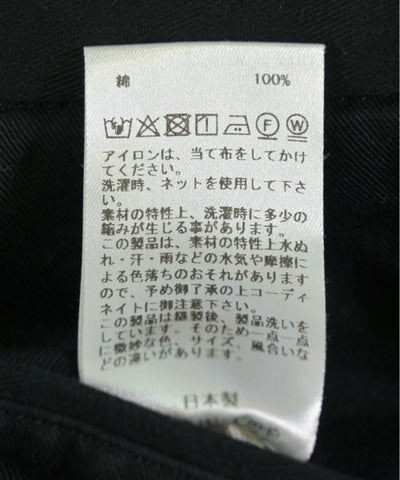 綿 100%
F W
アイロンは、当て布をしてかけ
てください。
洗濯時、ネットを使用して下さ
い。
素材の特性上、洗濯時に多少の
縮みが生じる事があります。
この製品は、素材の特性上水ぬ
れ・汗・雨などの水気や摩擦に
よる色落ちのおそれがあります
ので、予め御了承の上コーディ
ネイトに御注意下さい。
この製品は縫製後、製品洗いを
しています。そのため一点一点
に微妙な色、サイズ、風合いな
どの違いがあります。
日本製